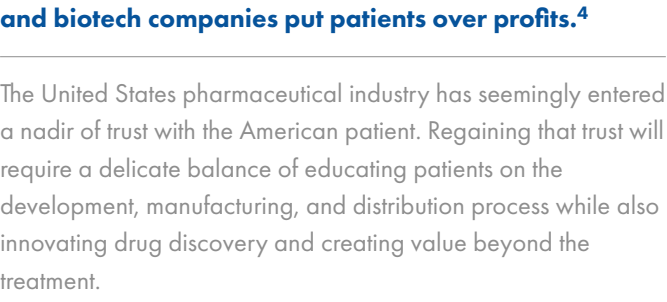 and biotech companies put patients over profits.4
The United States pharmaceutical industry has seemingly entered
a nadir of trust with the American patient. Regaining that trust will
require a delicate balance of educating patients on the
development, manufacturing, and distribution process while also
innovating drug discovery and creating value beyond the
treatment.